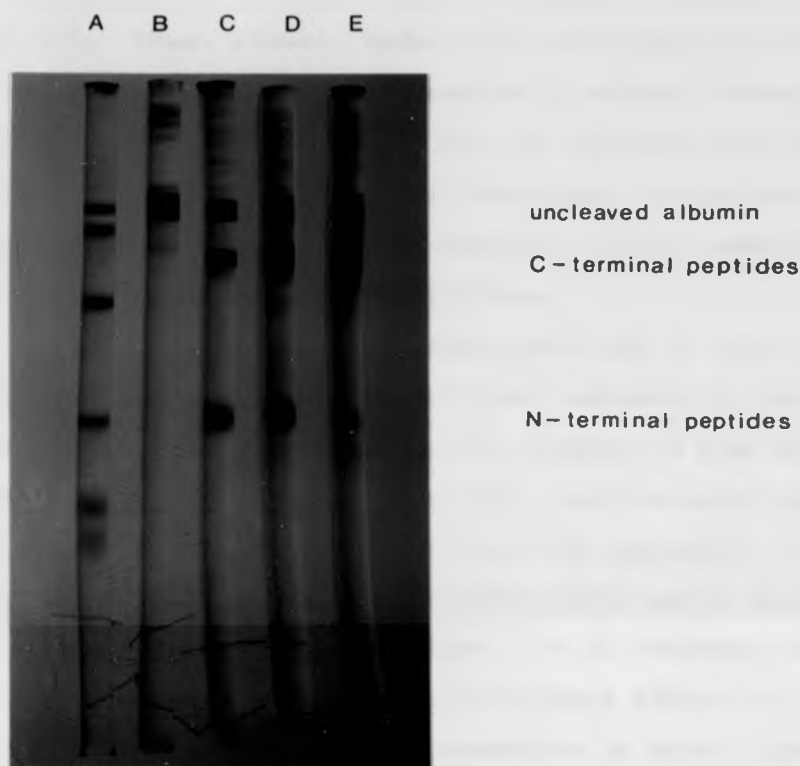 A B C D E
uncleaved albumin
C-terminal peptides
N-terminal peptides